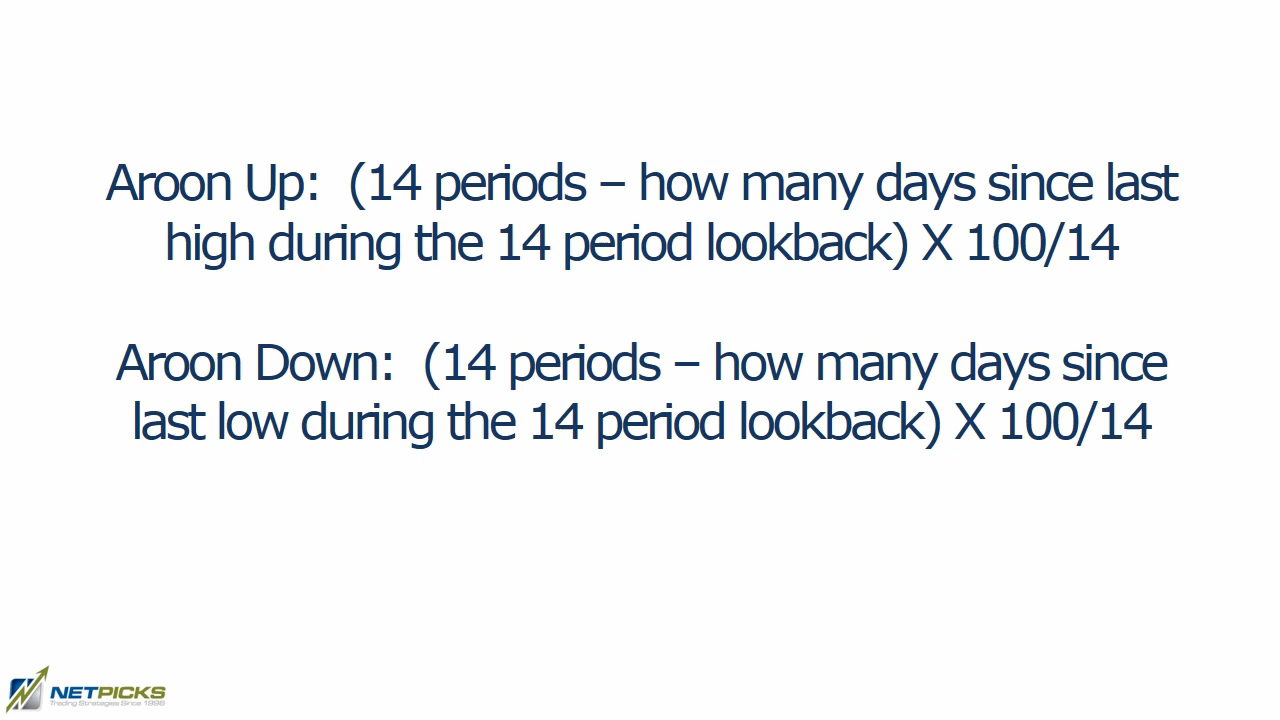 Aroon Up:  (14 periods – how many days since last
high during the 14 period lookback) X 100/14
Aroon Down:  (14 periods – how many days since
last low during the 14 period lookback) X 100/14
NETPICKS
Trading Strategies Since 1996